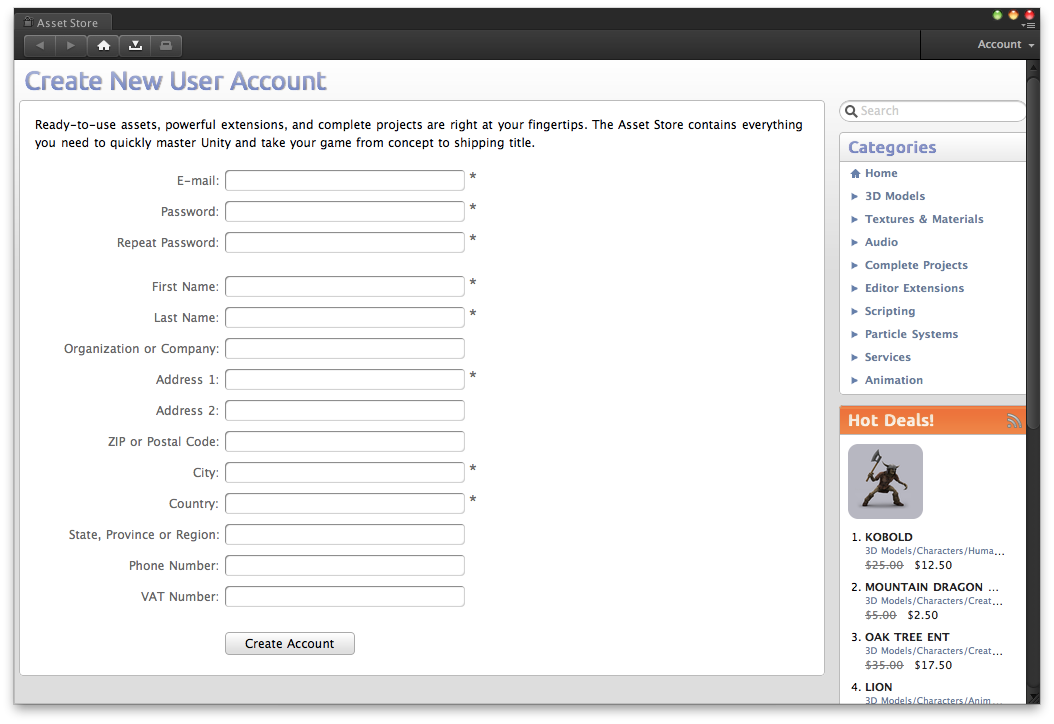 Asset Store
Account
Create New User Account
Ready-to-use assets, powerful extensions, and complete projects are right at your fingertips. The Asset Store contains everything
you need to quickly master Unity and take your game from concept to shipping title.
E-mail: *
Password: *
Repeat Password: *
First Name: *
Last Name: *
Organization or Company:
Address 1: *
Address 2:
ZIP or Postal Code:
City: *
Country: *
State, Province or Region:
Phone Number:
VAT Number:
Create Account
Search
Categories
Home
3D Models
Textures & Materials
Audio
Complete Projects
Editor Extensions
Scripting
Particle Systems
Services
Animation
Hot Deals!
1. KOBOLD
3D Models/Characters/Huma...
$25.00 $12.50
2. MOUNTAIN DRAGON ...
3D Models/Characters/Creat...
$5.00 $2.50
3. OAK TREE ENT
3D Models/Characters/Creat...
$35.00 $17.50
4. LION
3D Models/Characters/Anim...